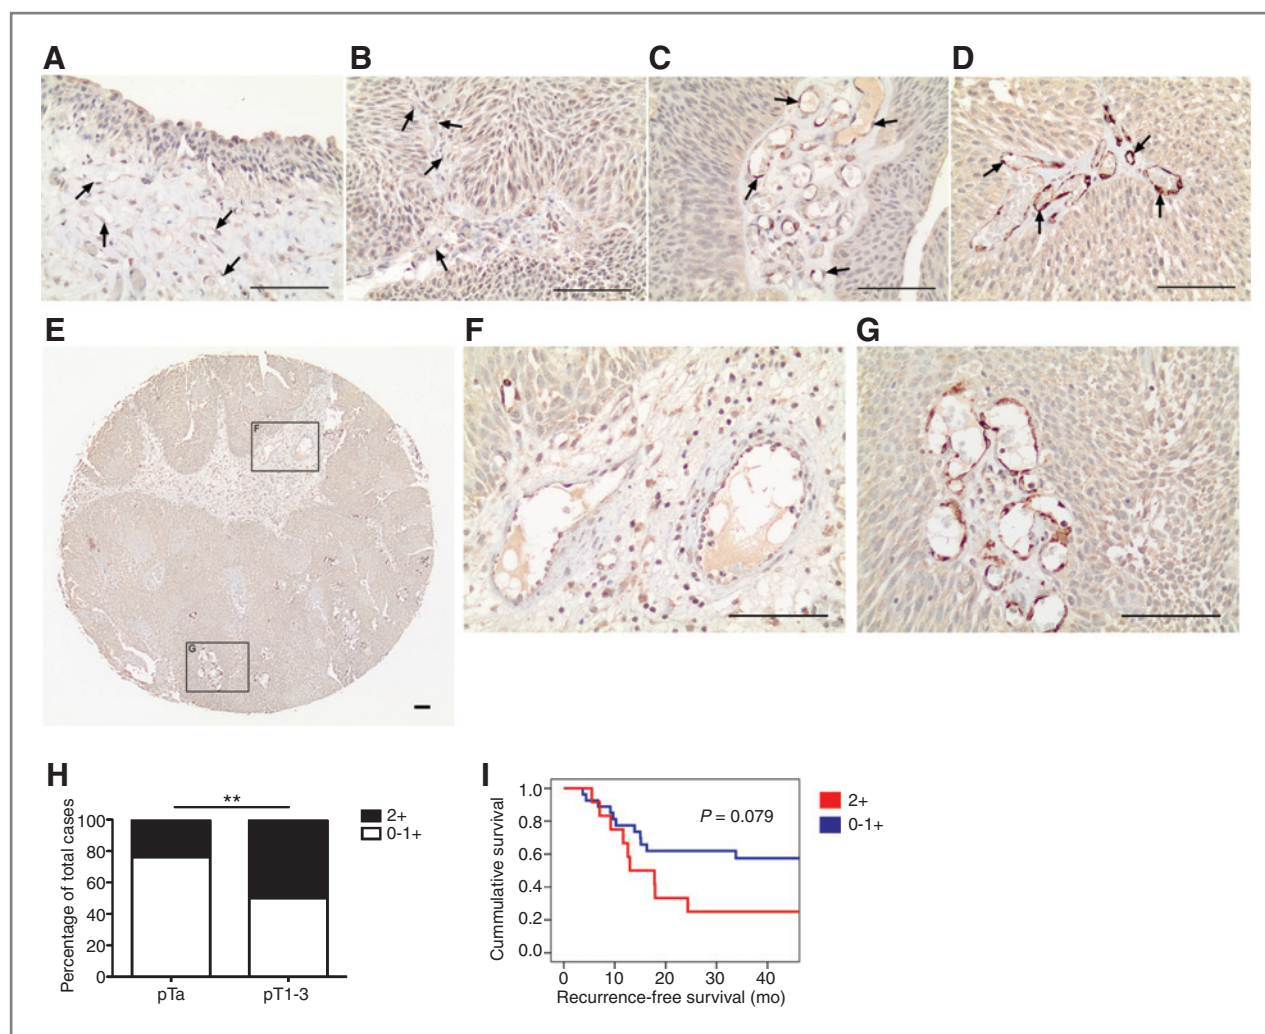 A
B
C
D
E
F
G
F
G
H
**
Percentage of total cases
100
80
60
40
20
0
pTa
pT1-3
2+
0-1+
I
Cummulative survival
1.0
0.8
0.6
0.4
0.2
0.0
P = 0.079
0
10
20
30
40
Recurrence-free survival (mo)
2+
0-1+